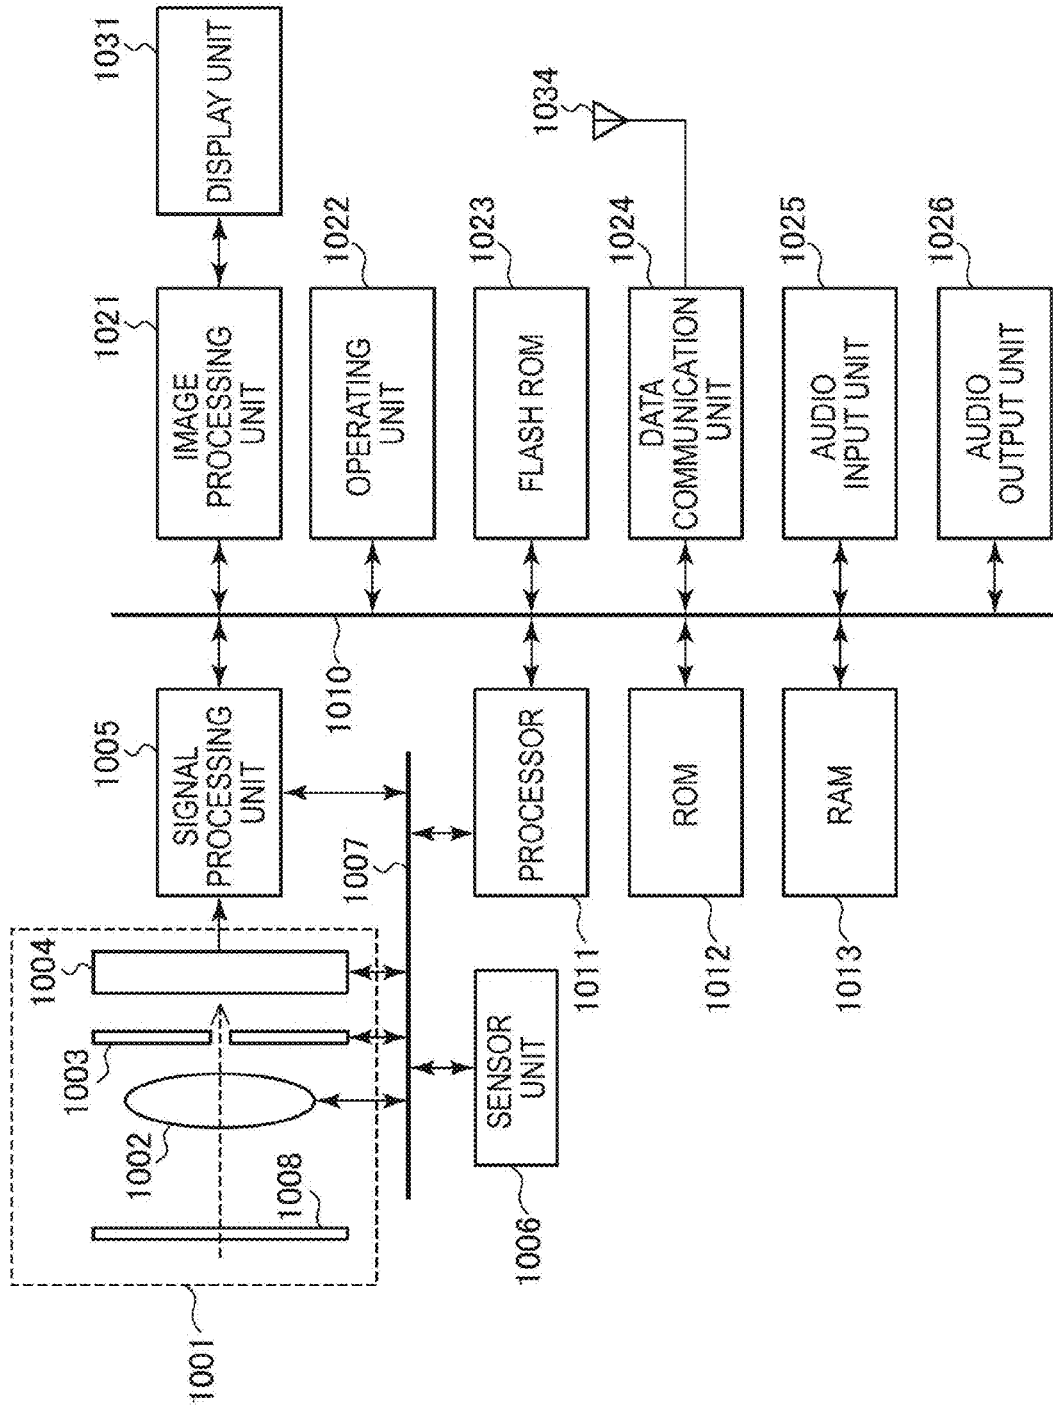 1001
1008
1002
1003
1004
1005
SIGNAL
PROCESSING
UNIT
1021
IMAGE
PROCESSING
UNIT
1031
DISPLAY UNIT
1010
1022
OPERATING
UNIT
1007
1006
SENSOR
UNIT
1011
PROCESSOR
1023
FLASH ROM
1012
ROM
1024
DATA
COMMUNICATION
UNIT
1034
1013
RAM
1025
AUDIO
INPUT UNIT
1026
AUDIO
OUTPUT UNIT